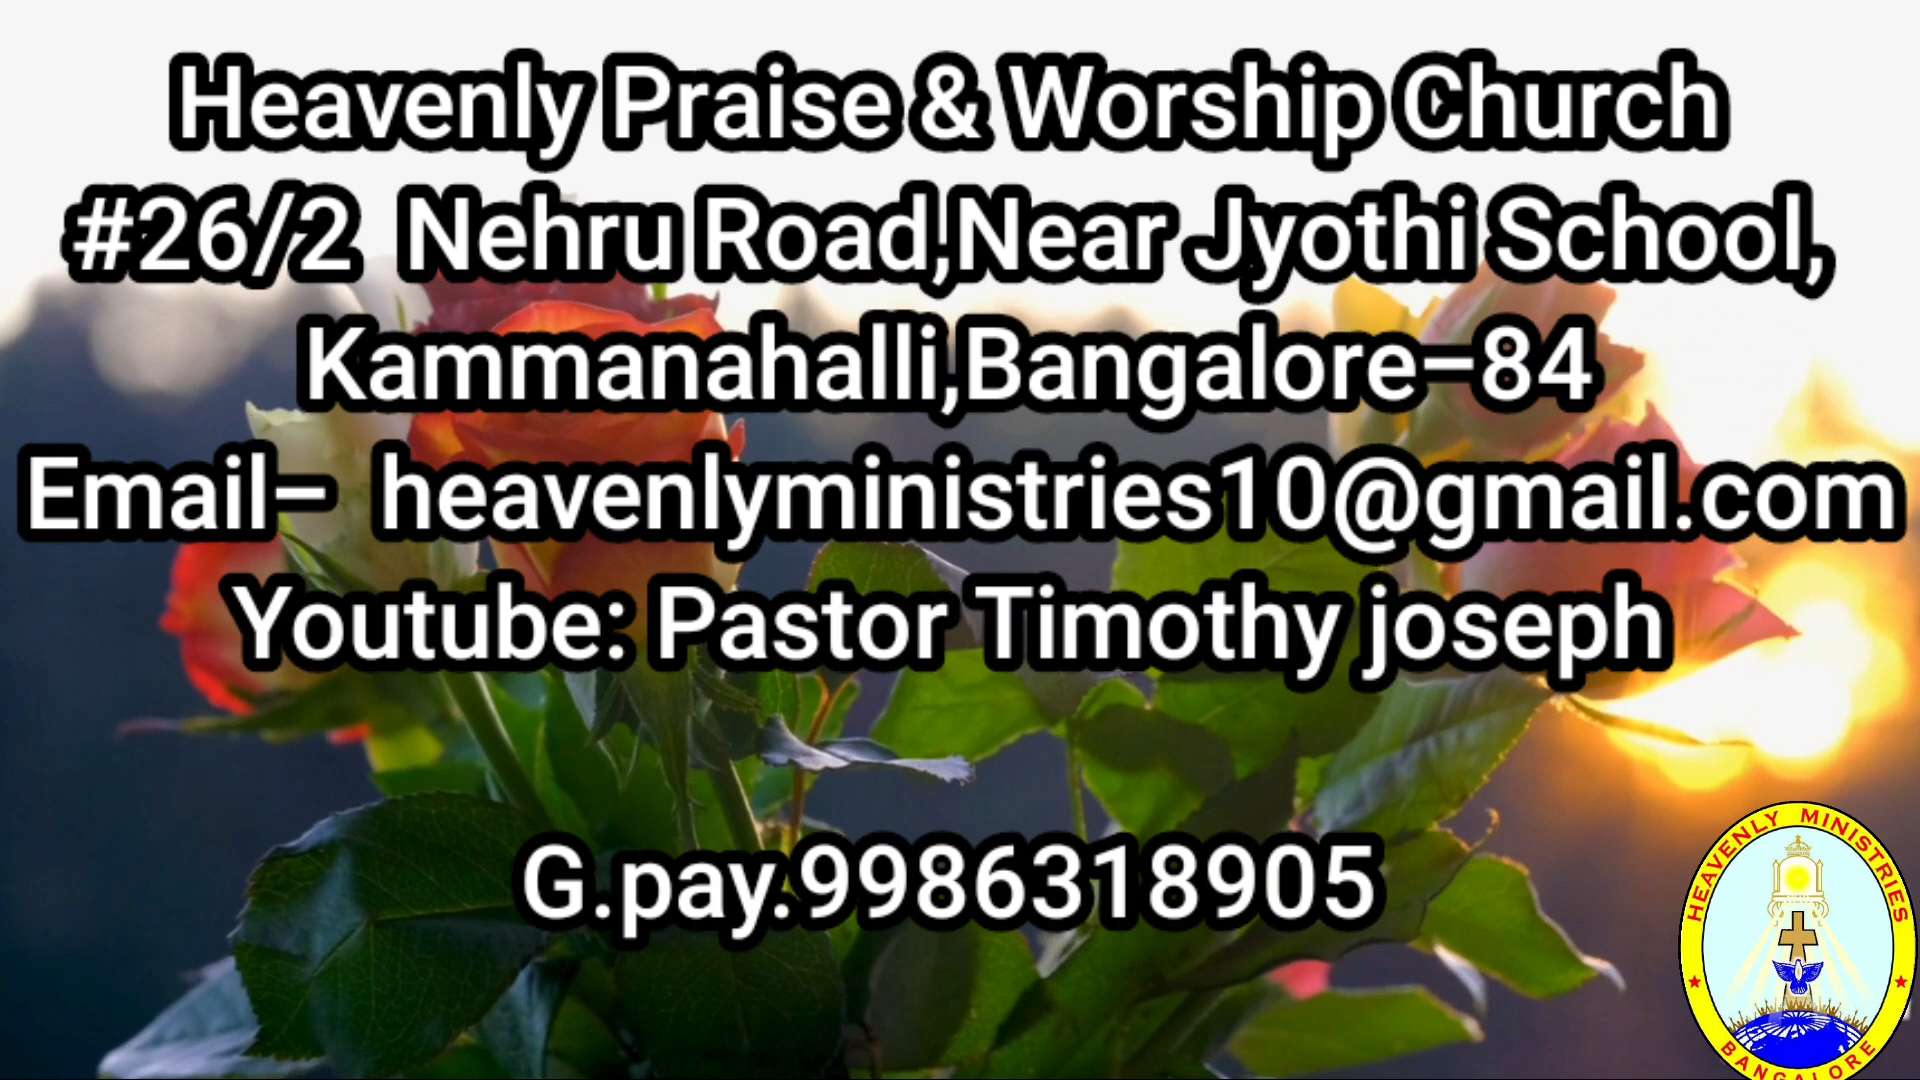 Heavenly Praise & Worship Church
#26/2 Nehru Road,Near Jyothi School,
Kammanahalli,Bangalore–84
Email– heavenlyministries10@gmail.com
Youtube: Pastor Timothy joseph
G.pay.9986318905
HEAVENLY MINISTRIES
BANGALORE